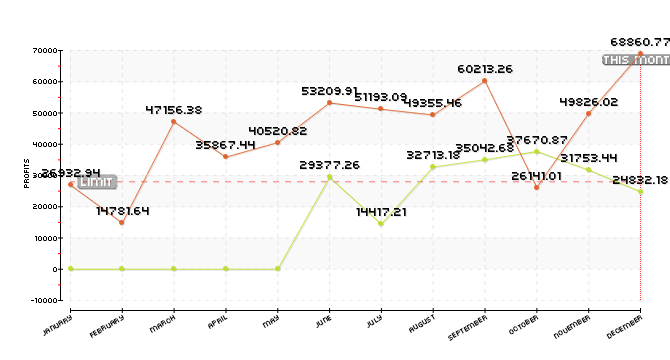 68860.77
THIS MONT
70000
60213.26
60000
53209.91
51193.09
49355.46
49826.02
50000
47156.38
40520.82
40000
35867.44
35042.68
37670.87
32713.18
31753.44
30000
29377.26
26932.94
LIMIT
26141.01
24832.18
20000
14781.64
14417.21
10000
0
-10000
PROFITS
JANUARY
FEBRUARY
MARCH
APRIL
MAY
JUNE
JULY
AUGUST
SEPTEMBER
OCTOBER
NOVEMBER
DECEMBER